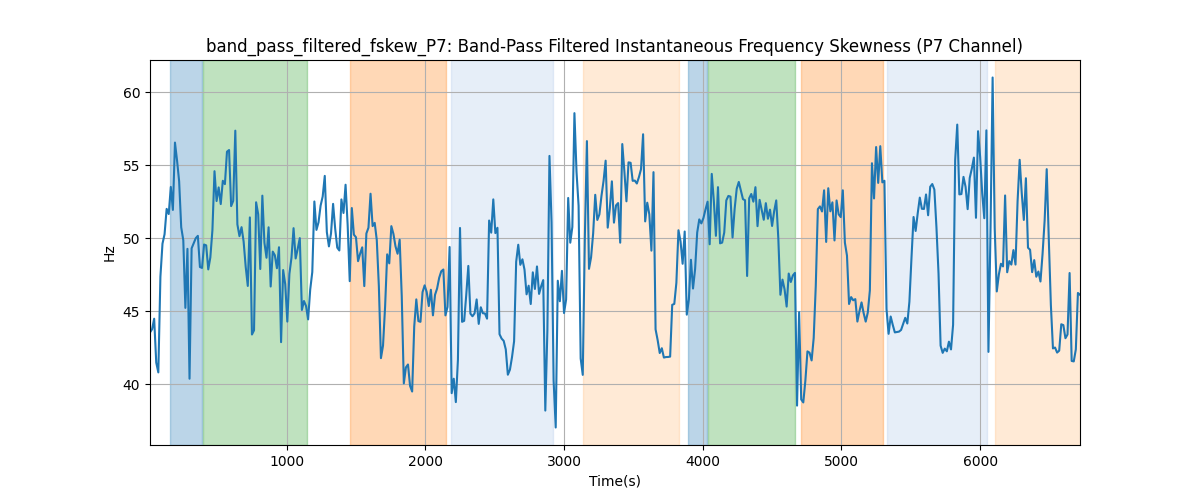 band_pass_filtered_fskew_P7: Band-Pass Filtered Instantaneous Frequency Skewness (P7 Channel)
60
55
50
45
40
Hz
1000 2000 3000 4000 5000 6000
Time(s)